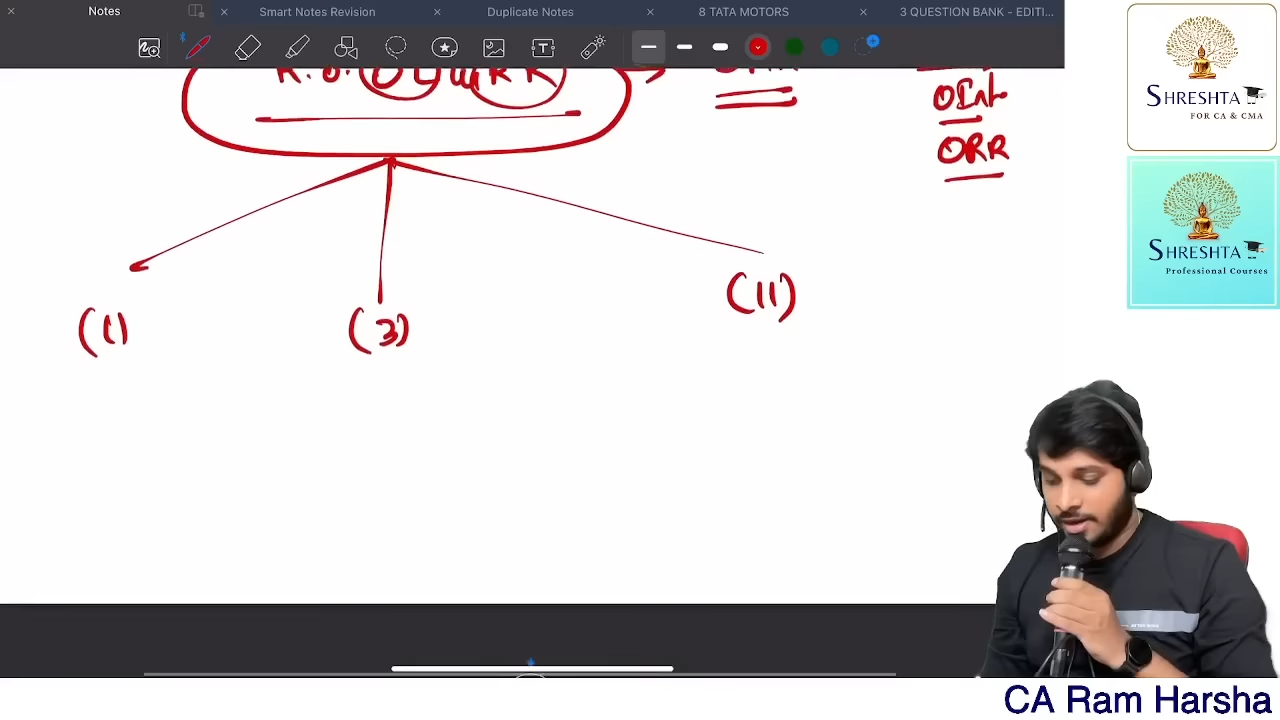 Notes
Smart Notes Revision
Duplicate Notes
8 TATA MOTORS
3 QUESTION BANK - EDITI...
ORR
(1)
(3)
(11)
SHRESHTA
FOR CA & CMA
SHRESHTA
Professional Courses
CA Ram Harsha